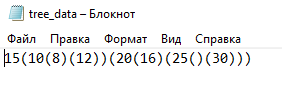 tree_data – Блокнот
Файл Правка Формат Вид Справка
15(10(8)(12))(20(16)(25()(30)))